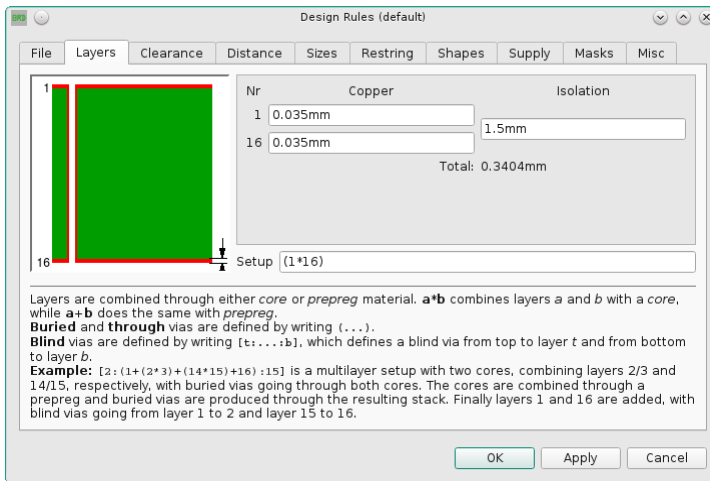 BRD Design Rules (default)
File Layers Clearance Distance Sizes Restring Shapes Supply Masks Misc
Nr Copper Isolation
1 0.035mm
1.5mm
16 0.035mm
Total: 0.3404mm
1
16
Setup (1*16)
Layers are combined through either core or prepreg material. a*b combines layers a and b with a core,
while a+b does the same with prepreg.
Buried and through vias are defined by writing (...).
Blind vias are defined by writing [t:...:b], which defines a blind via from top to layer t and from bottom
to layer b.
Example: [2:(1+(2*3)+(14*15)+16):15] is a multilayer setup with two cores, combining layers 2/3 and
14/15, respectively, with buried vias going through both cores. The cores are combined through a
prepreg and buried vias are produced through the resulting stack. Finally layers 1 and 16 are added, with
blind vias going from layer 1 to 2 and layer 15 to 16.
OK Apply Cancel